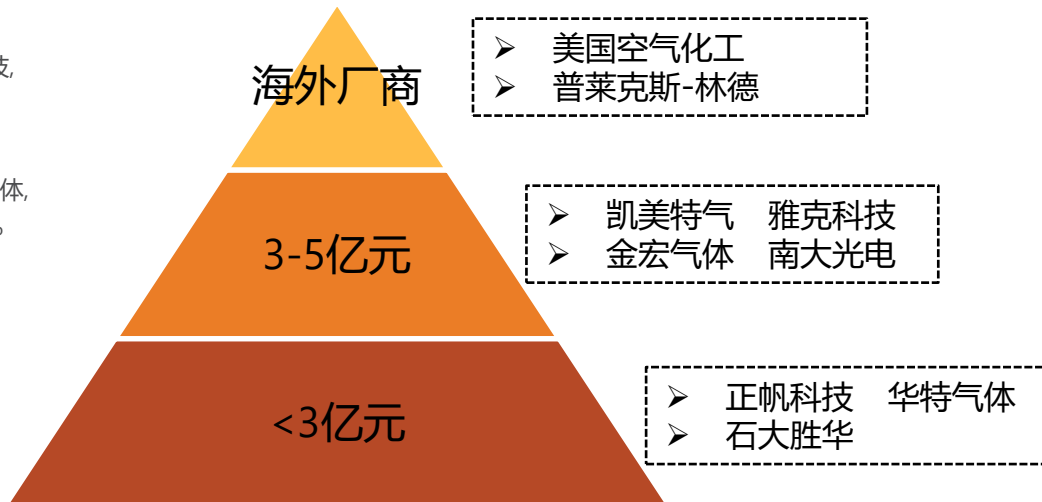 技,
体,
。
海外厂商
➢ 美国空气化工
➢ 普莱克斯-林德
3-5亿元
➢ 凯美特气 雅克科技
➢ 金宏气体 南大光电
<3亿元
➢ 正帆科技 华特气体
➢ 石大胜华